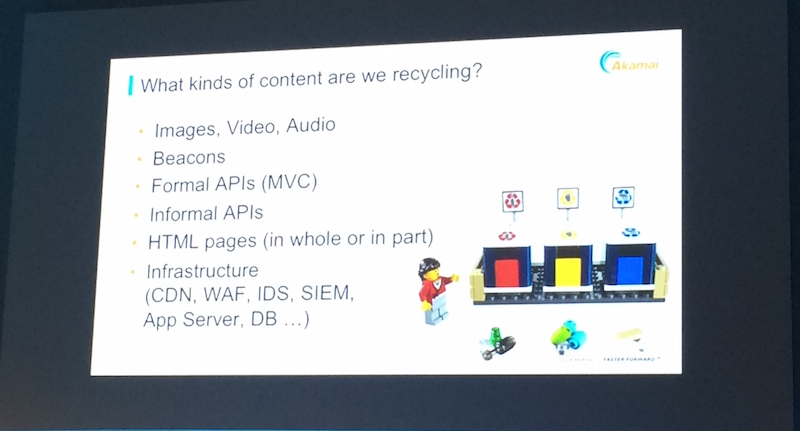 What kinds of content are we recycling?
Akamai
• Images, Video, Audio
• Beacons
• Formal APIs (MVC)
• Informal APIs
• HTML pages (in whole or in part)
• Infrastructure
(CDN, WAF, IDS, SIEM,
App Server, DB ...)
FASTER FORWARD™